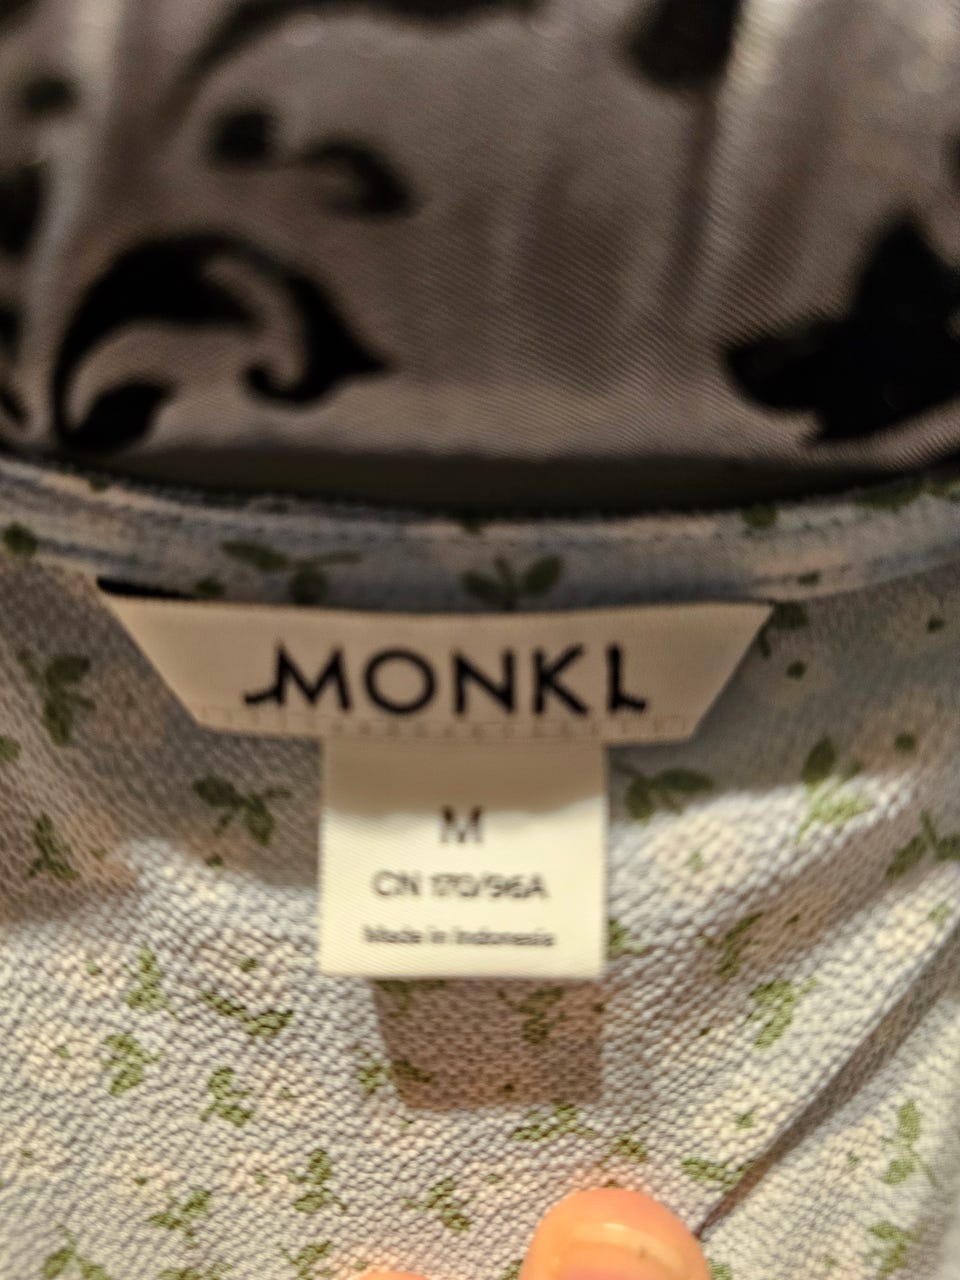 MONKI
M
CN 170/96A
Made in Indonesia